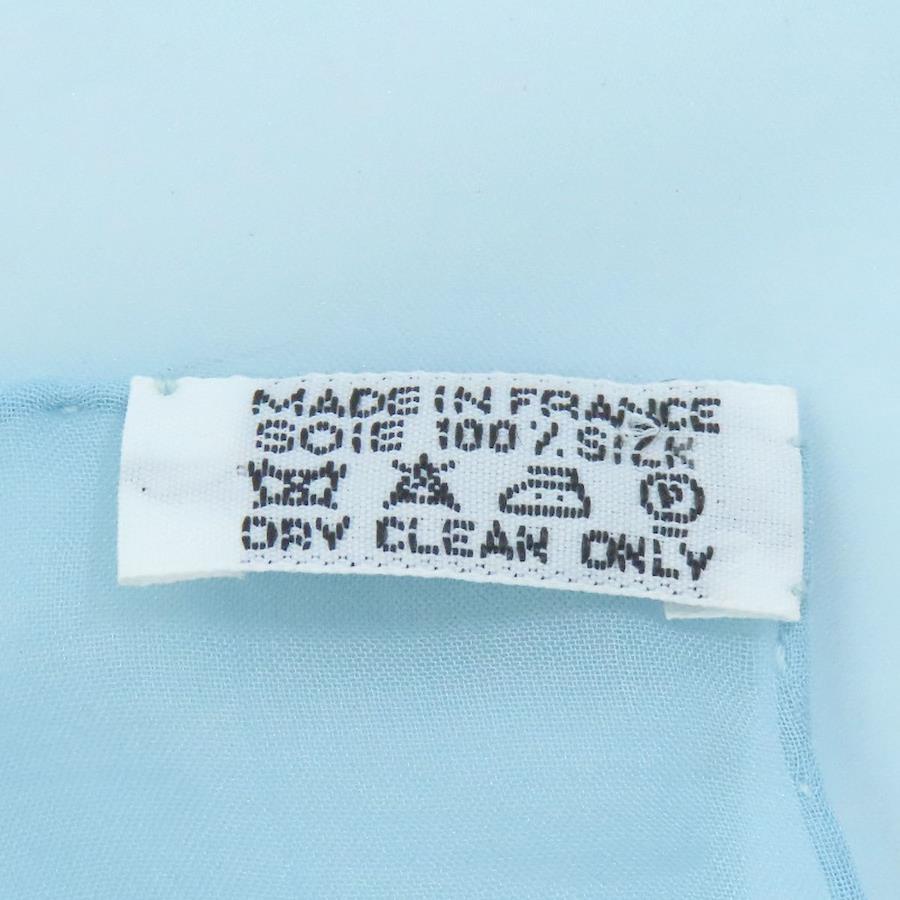 MADE IN FRANCE
SOIE 100% SILK
DRY CLEAN ONLY